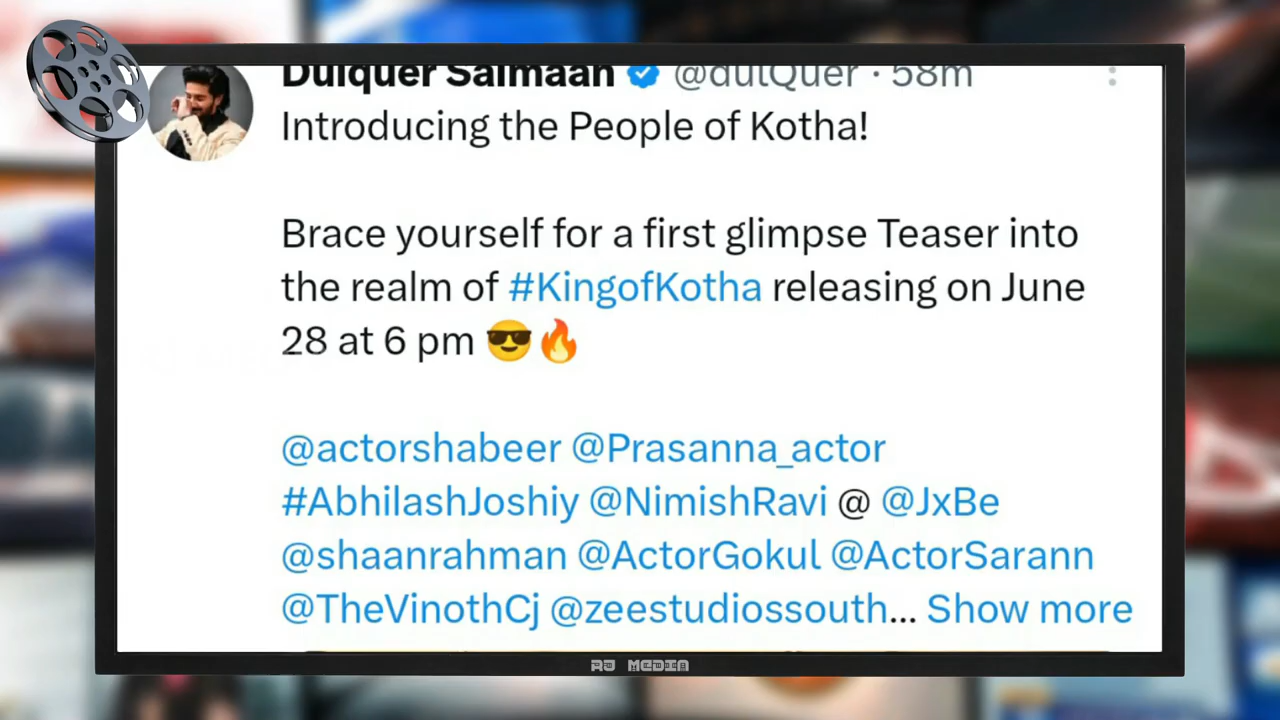 Dulquer Salmaan @dulQuer · 58m
Introducing the People of Kotha!
Brace yourself for a first glimpse Teaser into
the realm of #KingofKotha releasing on June
28 at 6 pm 😎🔥
@actorshabeer @Prasanna_actor
#AbhilashJoshiy @NimishRavi @ @JxBe
@shaanrahman @ActorGokul @ActorSarann
@TheVinothCj @zeestudiossouth... Show more
AJ MEDIA